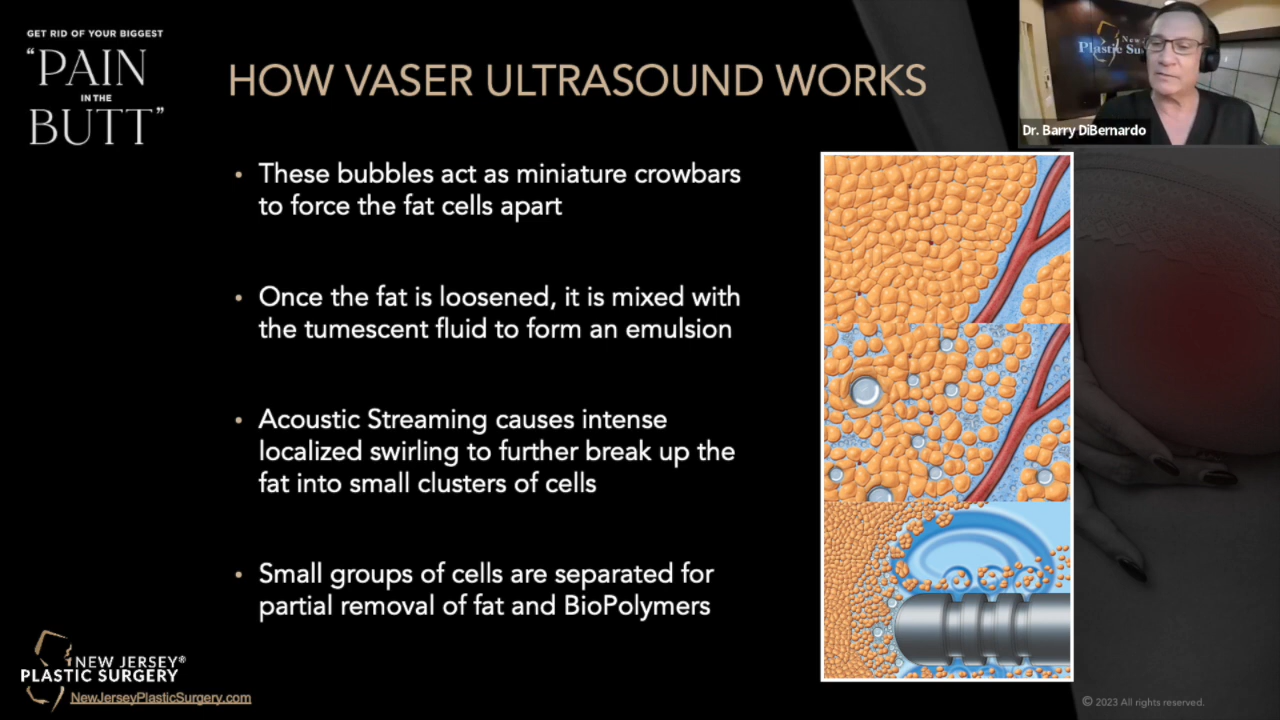 GET RID OF YOUR BIGGEST
“PAIN
IN THE
BUTT”
HOW VASER ULTRASOUND WORKS
Plastic Su
Dr. Barry DiBernardo
• These bubbles act as miniature crowbars
to force the fat cells apart
• Once the fat is loosened, it is mixed with
the tumescent fluid to form an emulsion
• Acoustic Streaming causes intense
localized swirling to further break up the
fat into small clusters of cells
• Small groups of cells are separated for
partial removal of fat and BioPolymers
NEW JERSEY®
PLASTIC SURGERY
NewJerseyPlasticSurgery.com
© 2023 All rights reserved.